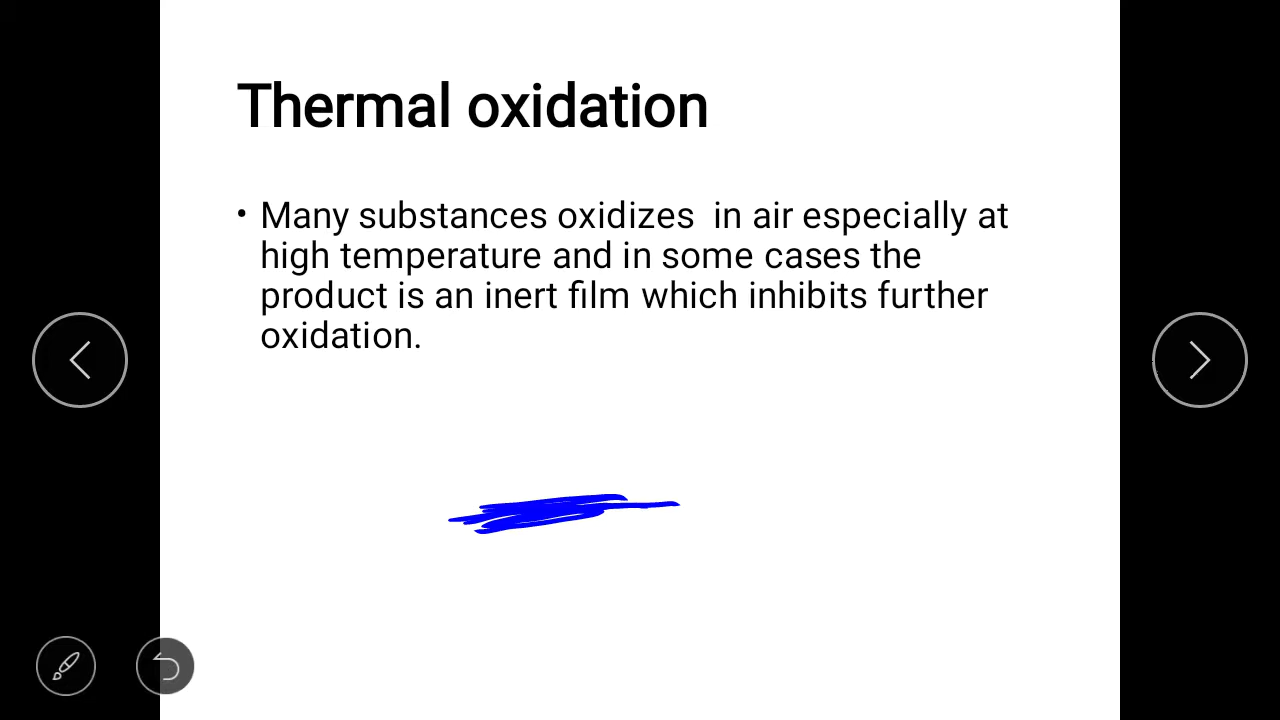 Thermal oxidation
• Many substances oxidizes  in air especially at
high temperature and in some cases the
product is an inert film which inhibits further
oxidation.